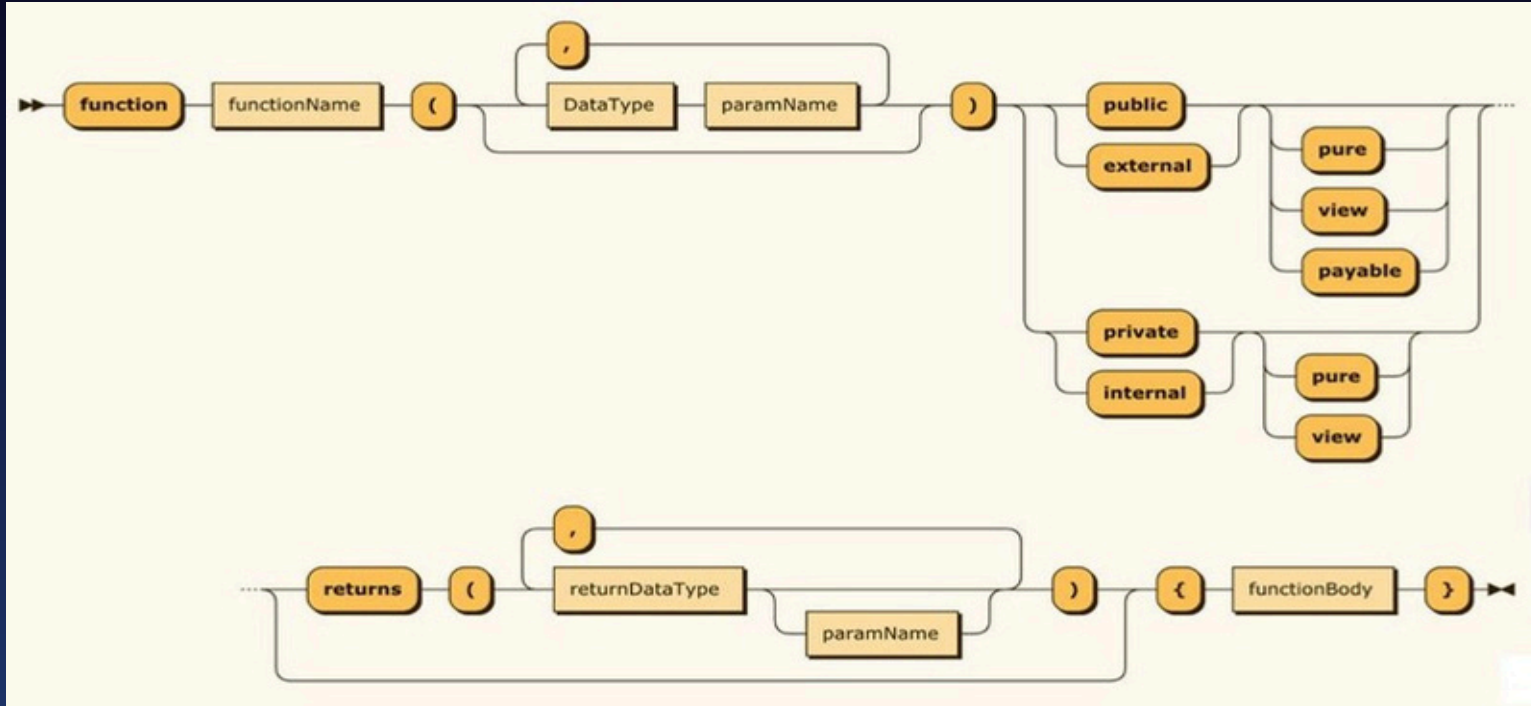 ,
function functionName ( DataType paramName ) public
external
pure
view
payable
private
internal
pure
view
,
returns ( returnDataType ) { functionBody }
paramName